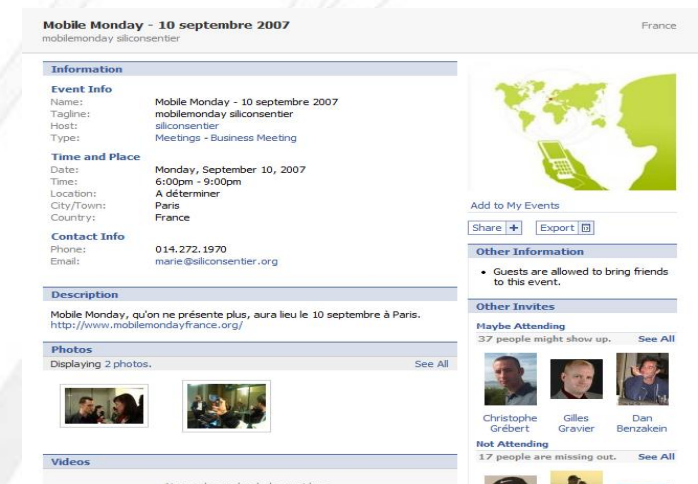 Mobile Monday - 10 septembre 2007
mobilemonday siliconsentier
France
Information
Event Info
Name: Mobile Monday - 10 septembre 2007
Tagline: mobilemonday siliconsentier
Host: siliconsentier
Type: Meetings - Business Meeting
Time and Place
Date: Monday, September 10, 2007
Time: 6:00pm - 9:00pm
Location: A déterminer
City/Town: Paris
Country: France
Contact Info
Phone: 014.272.1970
Email: marie@siliconsentier.org
Description
Mobile Monday, qu'on ne présente plus, aura lieu le 10 septembre à Paris.
http://www.mobilemondayfrance.org/
Photos
Displaying 2 photos. See All
Videos
Add to My Events
Share + Export
Other Information
• Guests are allowed to bring friends
to this event.
Other Invites
Maybe Attending
37 people might show up. See All
Christophe Grébert
Gilles Gravier
Dan Benzakein
Not Attending
17 people are missing out. See All